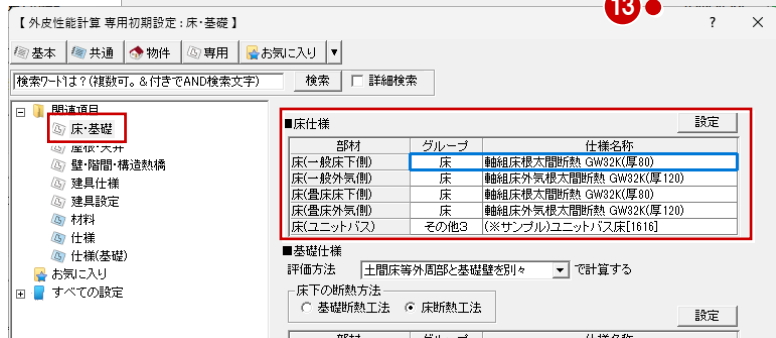 13
【 外皮性能計算 専用初期設定 : 床・基礎 】 ? ×
基本 共通 物件 専用 お気に入り ▼
検索ワードは？(複数可。＆付きでAND検索文字) 検索 詳細検索
関連項目
床・基礎
屋根・天井
壁・階間・構造熱橋
建具仕様
建具設定
材料
仕様
仕様(基礎)
お気に入り
すべての設定
■床仕様 設定
部材 グループ 仕様名称
床(一般床下側) 床 軸組床根太間断熱 GW32K(厚80)
床(一般外気側) 床 軸組床外気根太間断熱 GW32K(厚120)
床(畳床床下側) 床 軸組床根太間断熱 GW32K(厚80)
床(畳床外気側) 床 軸組床外気根太間断熱 GW32K(厚120)
床(ユニットバス) その他3 (※サンプル)ユニットバス床[1616]
■基礎仕様
評価方法 土間床等外周部と基礎壁を別々 で計算する
床下の断熱方法
基礎断熱工法 床断熱工法
設定
部材 グループ 仕様名称